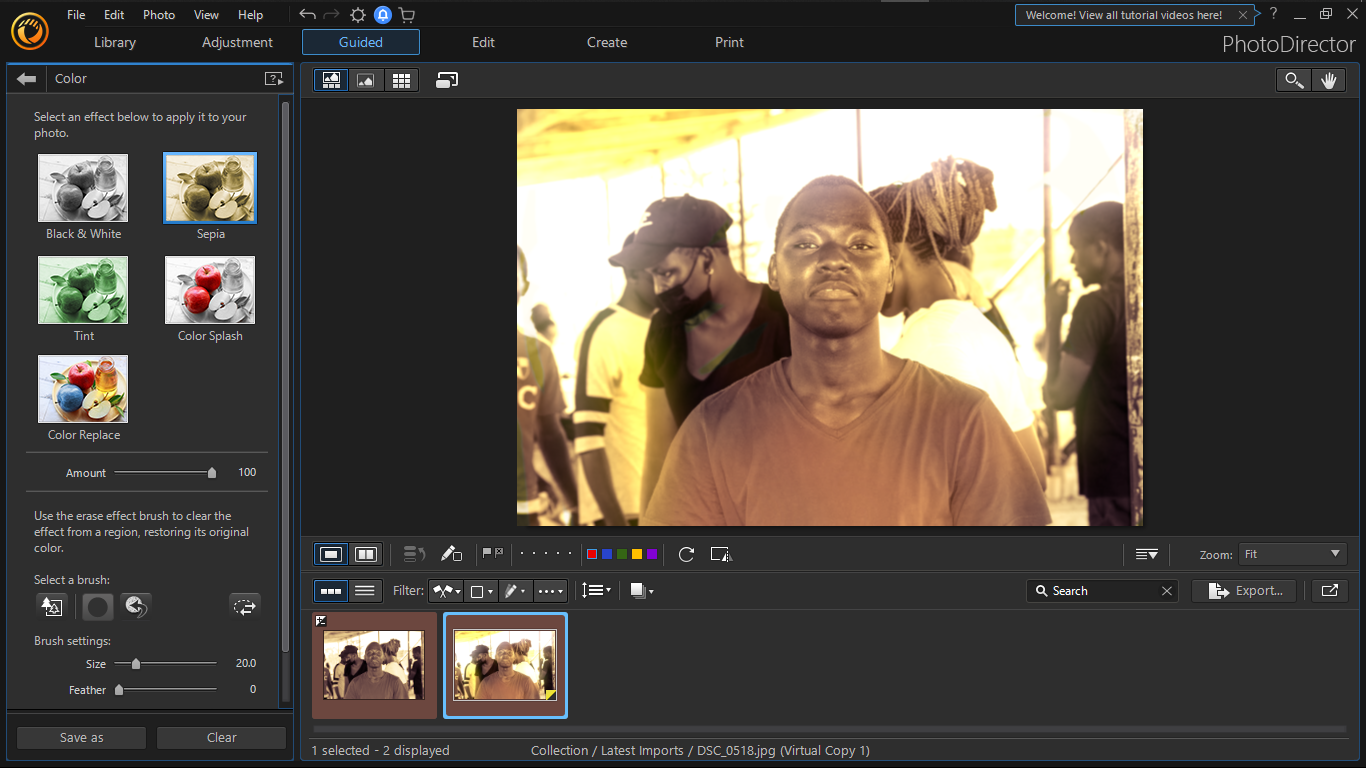 File Edit Photo View Help
Welcome! View all tutorial videos here!
?
Library Adjustment Guided Edit Create Print
PhotoDirector
Color
Select an effect below to apply it to your
photo.
Black & White Sepia
Tint Color Splash
Color Replace
Amount 100
Use the erase effect brush to clear the
effect from a region, restoring its original
color.
Select a brush:
Brush settings:
Size 20.0
Feather 0
Save as Clear
C
Zoom: Fit
Filter: Search Export...
1 selected - 2 displayed Collection / Latest Imports / DSC_0518.jpg (Virtual Copy 1)